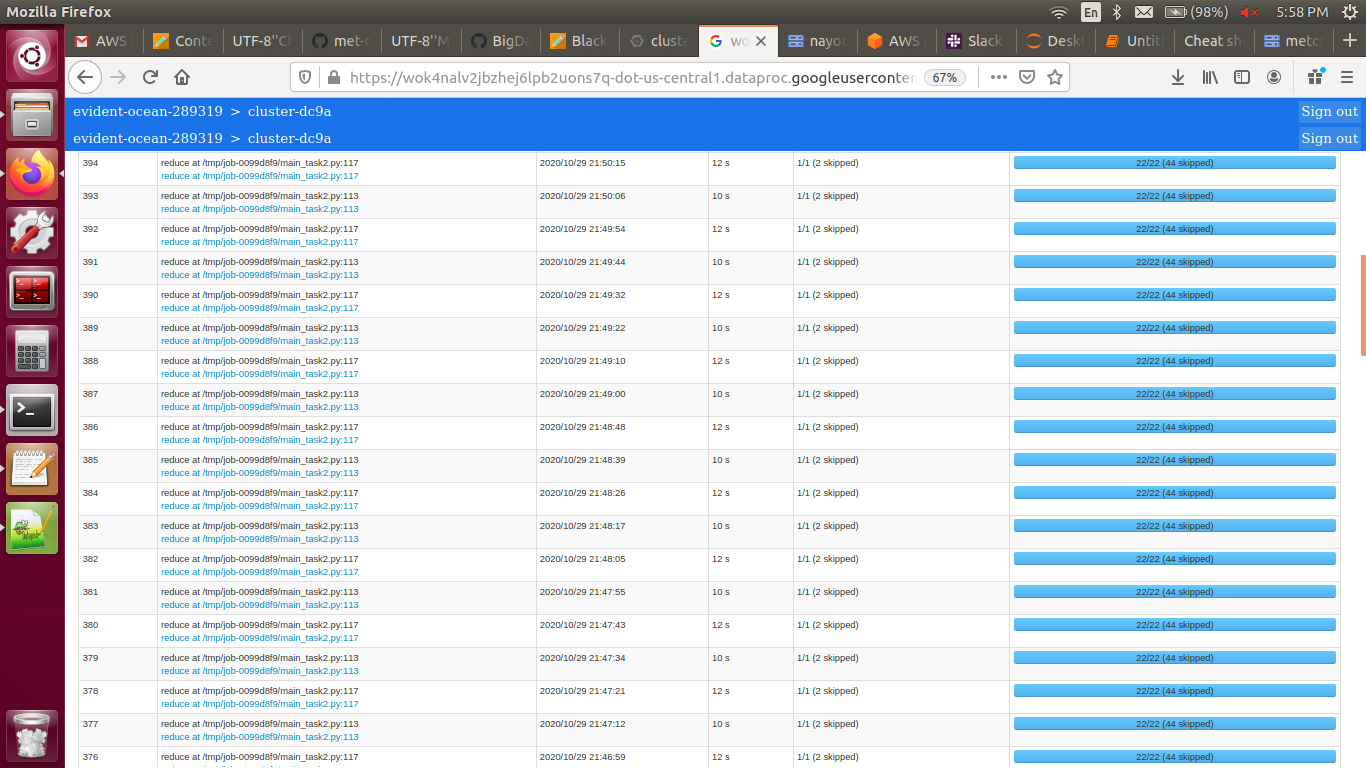 Mozilla Firefox
En
(98%)
5:58 PM
AWS
Conte
UTF-8''Cl
met-c
UTF-8''M
BigDa
Black
cluste
wo
nayou
AWS
Slack
Deskt
Untit
Cheat sh
metcs
https://wok4nalv2jbzhej6lpb2uons7q-dot-us-central1.dataproc.googleuserconter
67%
evident-ocean-289319 > cluster-dc9a
Sign out
evident-ocean-289319 > cluster-dc9a
Sign out
394 reduce at /tmp/job-0099d8f9/main_task2.py:117 2020/10/29 21:50:15 12 s 1/1 (2 skipped) 22/22 (44 skipped)
reduce at /tmp/job-0099d8f9/main_task2.py:117
393 reduce at /tmp/job-0099d8f9/main_task2.py:113 2020/10/29 21:50:06 10 s 1/1 (2 skipped) 22/22 (44 skipped)
reduce at /tmp/job-0099d8f9/main_task2.py:113
392 reduce at /tmp/job-0099d8f9/main_task2.py:117 2020/10/29 21:49:54 12 s 1/1 (2 skipped) 22/22 (44 skipped)
reduce at /tmp/job-0099d8f9/main_task2.py:117
391 reduce at /tmp/job-0099d8f9/main_task2.py:113 2020/10/29 21:49:44 10 s 1/1 (2 skipped) 22/22 (44 skipped)
reduce at /tmp/job-0099d8f9/main_task2.py:113
390 reduce at /tmp/job-0099d8f9/main_task2.py:117 2020/10/29 21:49:32 12 s 1/1 (2 skipped) 22/22 (44 skipped)
reduce at /tmp/job-0099d8f9/main_task2.py:117
389 reduce at /tmp/job-0099d8f9/main_task2.py:113 2020/10/29 21:49:22 10 s 1/1 (2 skipped) 22/22 (44 skipped)
reduce at /tmp/job-0099d8f9/main_task2.py:113
388 reduce at /tmp/job-0099d8f9/main_task2.py:117 2020/10/29 21:49:10 12 s 1/1 (2 skipped) 22/22 (44 skipped)
reduce at /tmp/job-0099d8f9/main_task2.py:117
387 reduce at /tmp/job-0099d8f9/main_task2.py:113 2020/10/29 21:49:00 10 s 1/1 (2 skipped) 22/22 (44 skipped)
reduce at /tmp/job-0099d8f9/main_task2.py:113
386 reduce at /tmp/job-0099d8f9/main_task2.py:117 2020/10/29 21:48:48 12 s 1/1 (2 skipped) 22/22 (44 skipped)
reduce at /tmp/job-0099d8f9/main_task2.py:117
385 reduce at /tmp/job-0099d8f9/main_task2.py:113 2020/10/29 21:48:39 10 s 1/1 (2 skipped) 22/22 (44 skipped)
reduce at /tmp/job-0099d8f9/main_task2.py:113
384 reduce at /tmp/job-0099d8f9/main_task2.py:117 2020/10/29 21:48:26 12 s 1/1 (2 skipped) 22/22 (44 skipped)
reduce at /tmp/job-0099d8f9/main_task2.py:117
383 reduce at /tmp/job-0099d8f9/main_task2.py:113 2020/10/29 21:48:17 10 s 1/1 (2 skipped) 22/22 (44 skipped)
reduce at /tmp/job-0099d8f9/main_task2.py:113
382 reduce at /tmp/job-0099d8f9/main_task2.py:117 2020/10/29 21:48:05 12 s 1/1 (2 skipped) 22/22 (44 skipped)
reduce at /tmp/job-0099d8f9/main_task2.py:117
381 reduce at /tmp/job-0099d8f9/main_task2.py:113 2020/10/29 21:47:55 10 s 1/1 (2 skipped) 22/22 (44 skipped)
reduce at /tmp/job-0099d8f9/main_task2.py:113
380 reduce at /tmp/job-0099d8f9/main_task2.py:117 2020/10/29 21:47:43 12 s 1/1 (2 skipped) 22/22 (44 skipped)
reduce at /tmp/job-0099d8f9/main_task2.py:117
379 reduce at /tmp/job-0099d8f9/main_task2.py:113 2020/10/29 21:47:34 10 s 1/1 (2 skipped) 22/22 (44 skipped)
reduce at /tmp/job-0099d8f9/main_task2.py:113
378 reduce at /tmp/job-0099d8f9/main_task2.py:117 2020/10/29 21:47:21 12 s 1/1 (2 skipped) 22/22 (44 skipped)
reduce at /tmp/job-0099d8f9/main_task2.py:117
377 reduce at /tmp/job-0099d8f9/main_task2.py:113 2020/10/29 21:47:12 10 s 1/1 (2 skipped) 22/22 (44 skipped)
reduce at /tmp/job-0099d8f9/main_task2.py:113
376 reduce at /tmp/job-0099d8f9/main_task2.py:117 2020/10/29 21:46:59 12 s 1/1 (2 skipped) 22/22 (44 skipped)